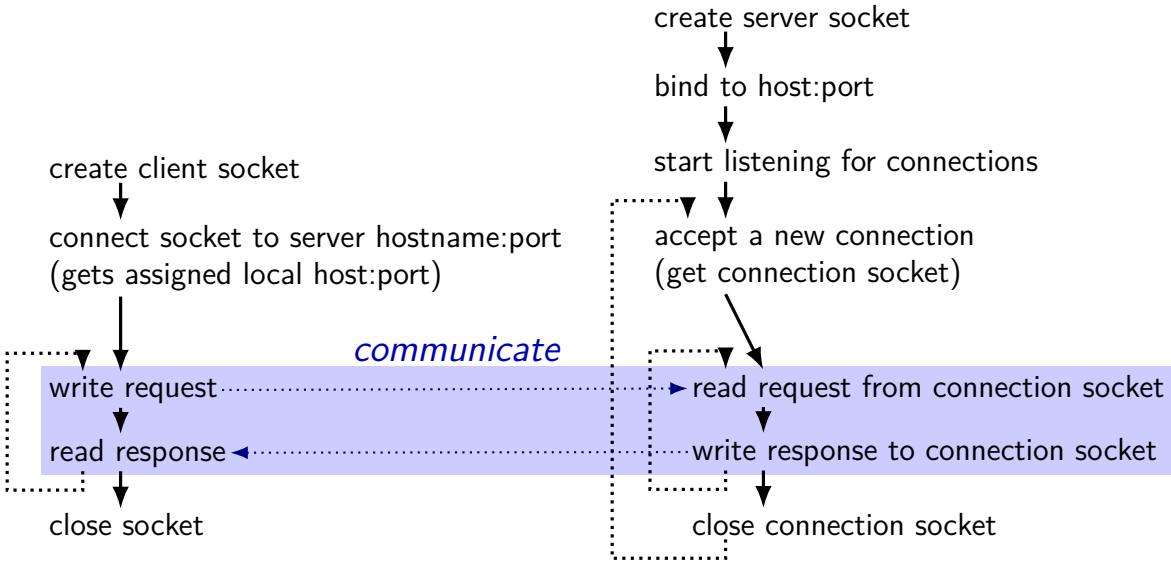 create server socket
bind to host:port
start listening for connections
accept a new connection
(get connection socket)
create client socket
connect socket to server hostname:port
(gets assigned local host:port)
communicate
write request
read request from connection socket
read response
write response to connection socket
close socket
close connection socket